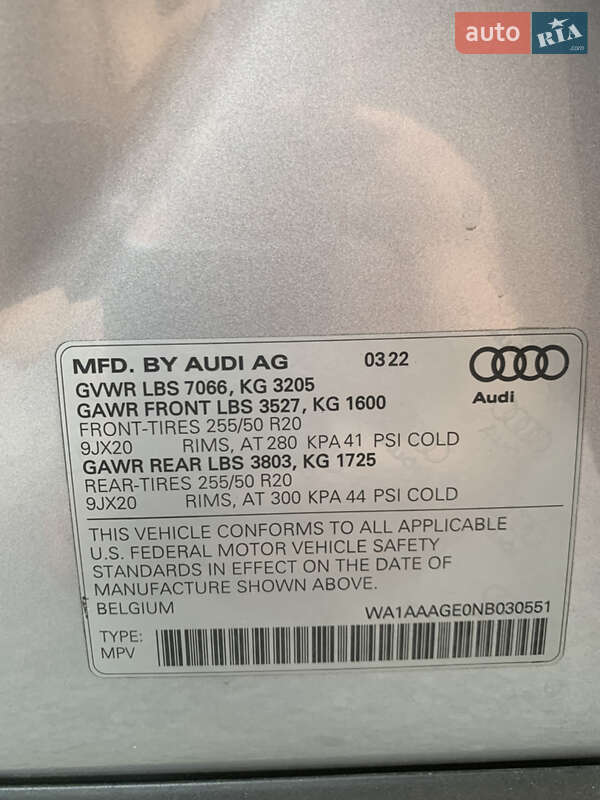 auto RIA.com
MFD. BY AUDI AG 03.22
GVWR LBS 7066, KG 3205
GAWR FRONT LBS 3527, KG 1600
FRONT-TIRES 255/50 R20
9JX20 RIMS, AT 280 KPA 41 PSI COLD
GAWR REAR LBS 3803, KG 1725
REAR-TIRES 255/50 R20
9JX20 RIMS, AT 300 KPA 44 PSI COLD
Audi
THIS VEHICLE CONFORMS TO ALL APPLICABLE
U.S. FEDERAL MOTOR VEHICLE SAFETY
STANDARDS IN EFFECT ON THE DATE OF
MANUFACTURE SHOWN ABOVE.
BELGIUM WA1AAAGE0NB030551
TYPE:
MPV